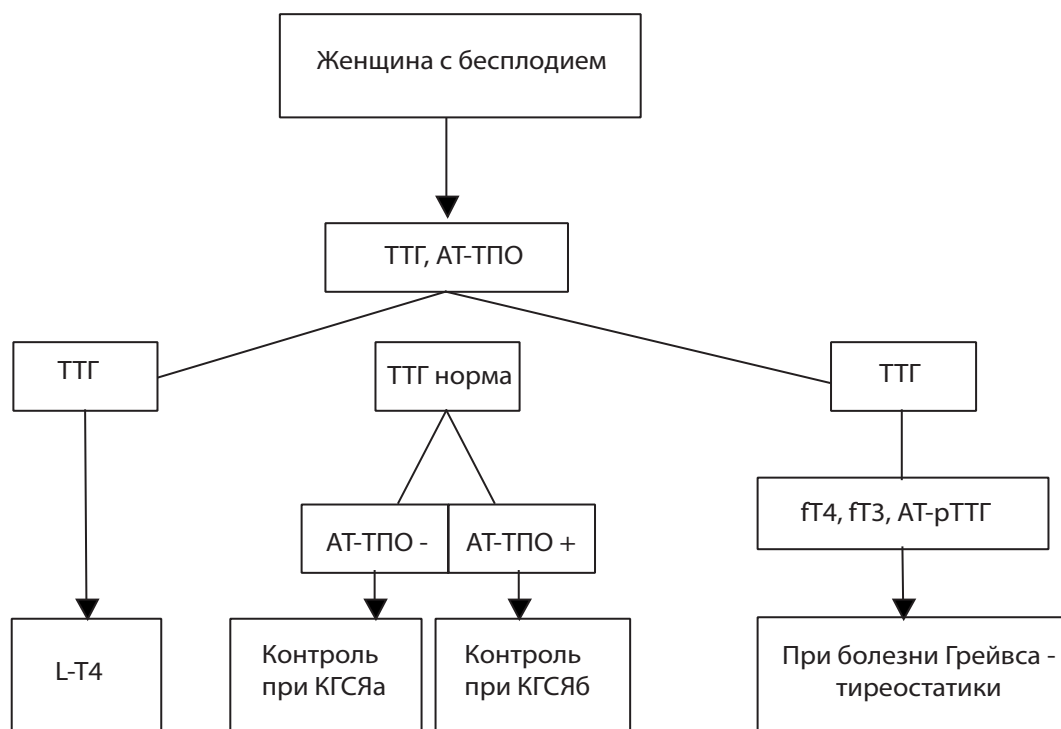 Женщина с бесплодием
ТТГ, АТ-ТПО
ТТГ
ТТГ норма
ТТГ
fT4, fT3, АТ-рТТГ
АТ-ТПО -
АТ-ТПО +
L-T4
Контроль
при КГСЯа
Контроль
при КГСЯб
При болезни Грейвса -
тиреостатики